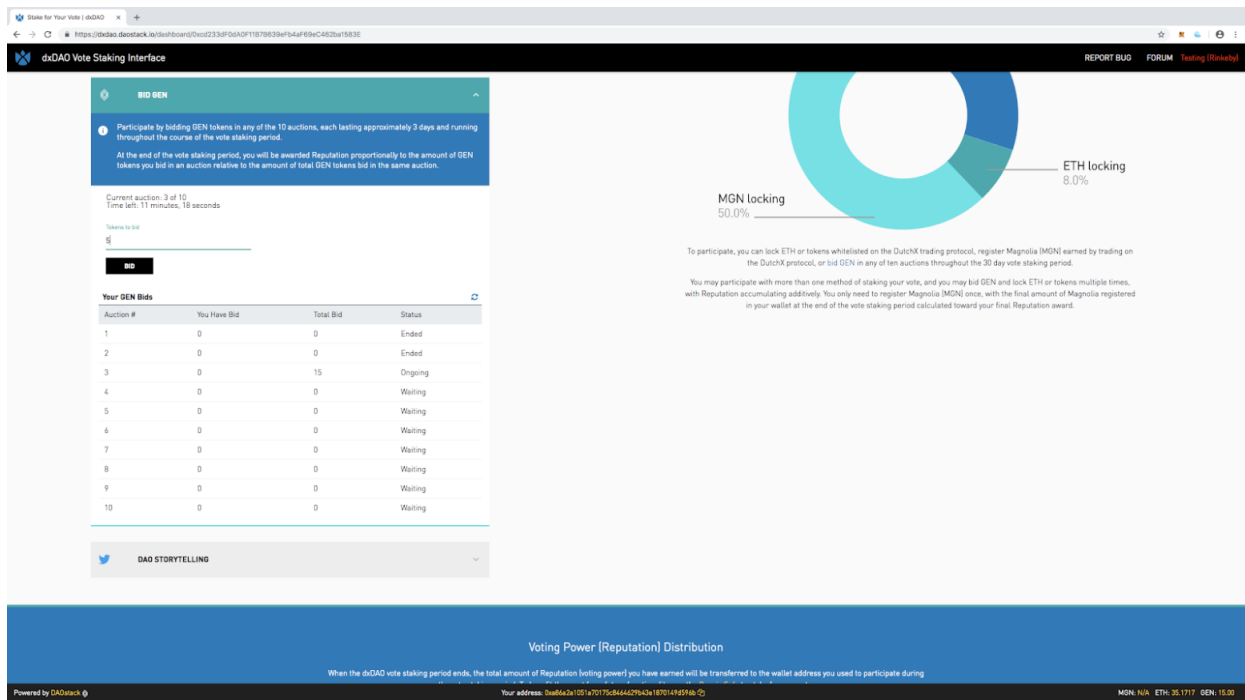 Stake for Your Vote | dxDAO
https://dxdao.daostack.io/dashboard/0xcd233dF0dA0F11878639eFb4aF69eC462ba1583E
dxDAO Vote Staking Interface
REPORT BUG
FORUM
Testing (Rinkeby)
BID GEN
Participate by bidding GEN tokens in any of the 10 auctions, each lasting approximately 3 days and running
throughout the course of the vote staking period.
At the end of the vote staking period, you will be awarded Reputation proportionally to the amount of GEN
tokens you bid in an auction relative to the amount of total GEN tokens bid in the same auction.
Current auction: 3 of 10
Time left: 11 minutes, 18 seconds
Tokens to bid
5
BID
Your GEN Bids
Auction # You Have Bid Total Bid Status
1 0 0 Ended
2 0 0 Ended
3 0 15 Ongoing
4 0 0 Waiting
5 0 0 Waiting
6 0 0 Waiting
7 0 0 Waiting
8 0 0 Waiting
9 0 0 Waiting
10 0 0 Waiting
DAO STORYTELLING
ETH locking
8.0%
MGN locking
50.0%
To participate, you can lock ETH or tokens whitelisted on the DutchX trading protocol, register Magnolia (MGN) earned by trading on
the DutchX protocol, or bid GEN in any of ten auctions throughout the 30 day vote staking period.
You may participate with more than one method of staking your vote, and you may bid GEN and lock ETH or tokens multiple times,
with Reputation accumulating additively. You only need to register Magnolia (MGN) once, with the final amount of Magnolia registered
in your wallet at the end of the vote staking period calculated toward your final Reputation award.
Voting Power (Reputation) Distribution
When the dxDAO vote staking period ends, the total amount of Reputation (voting power) you have earned will be transferred to the wallet address you used to participate during
Powered by DAOstack
Your address: 0xa86e2a1051a70175c8464629b43e1870149d596b
MGN: N/A ETH: 35.1717 GEN: 15.00